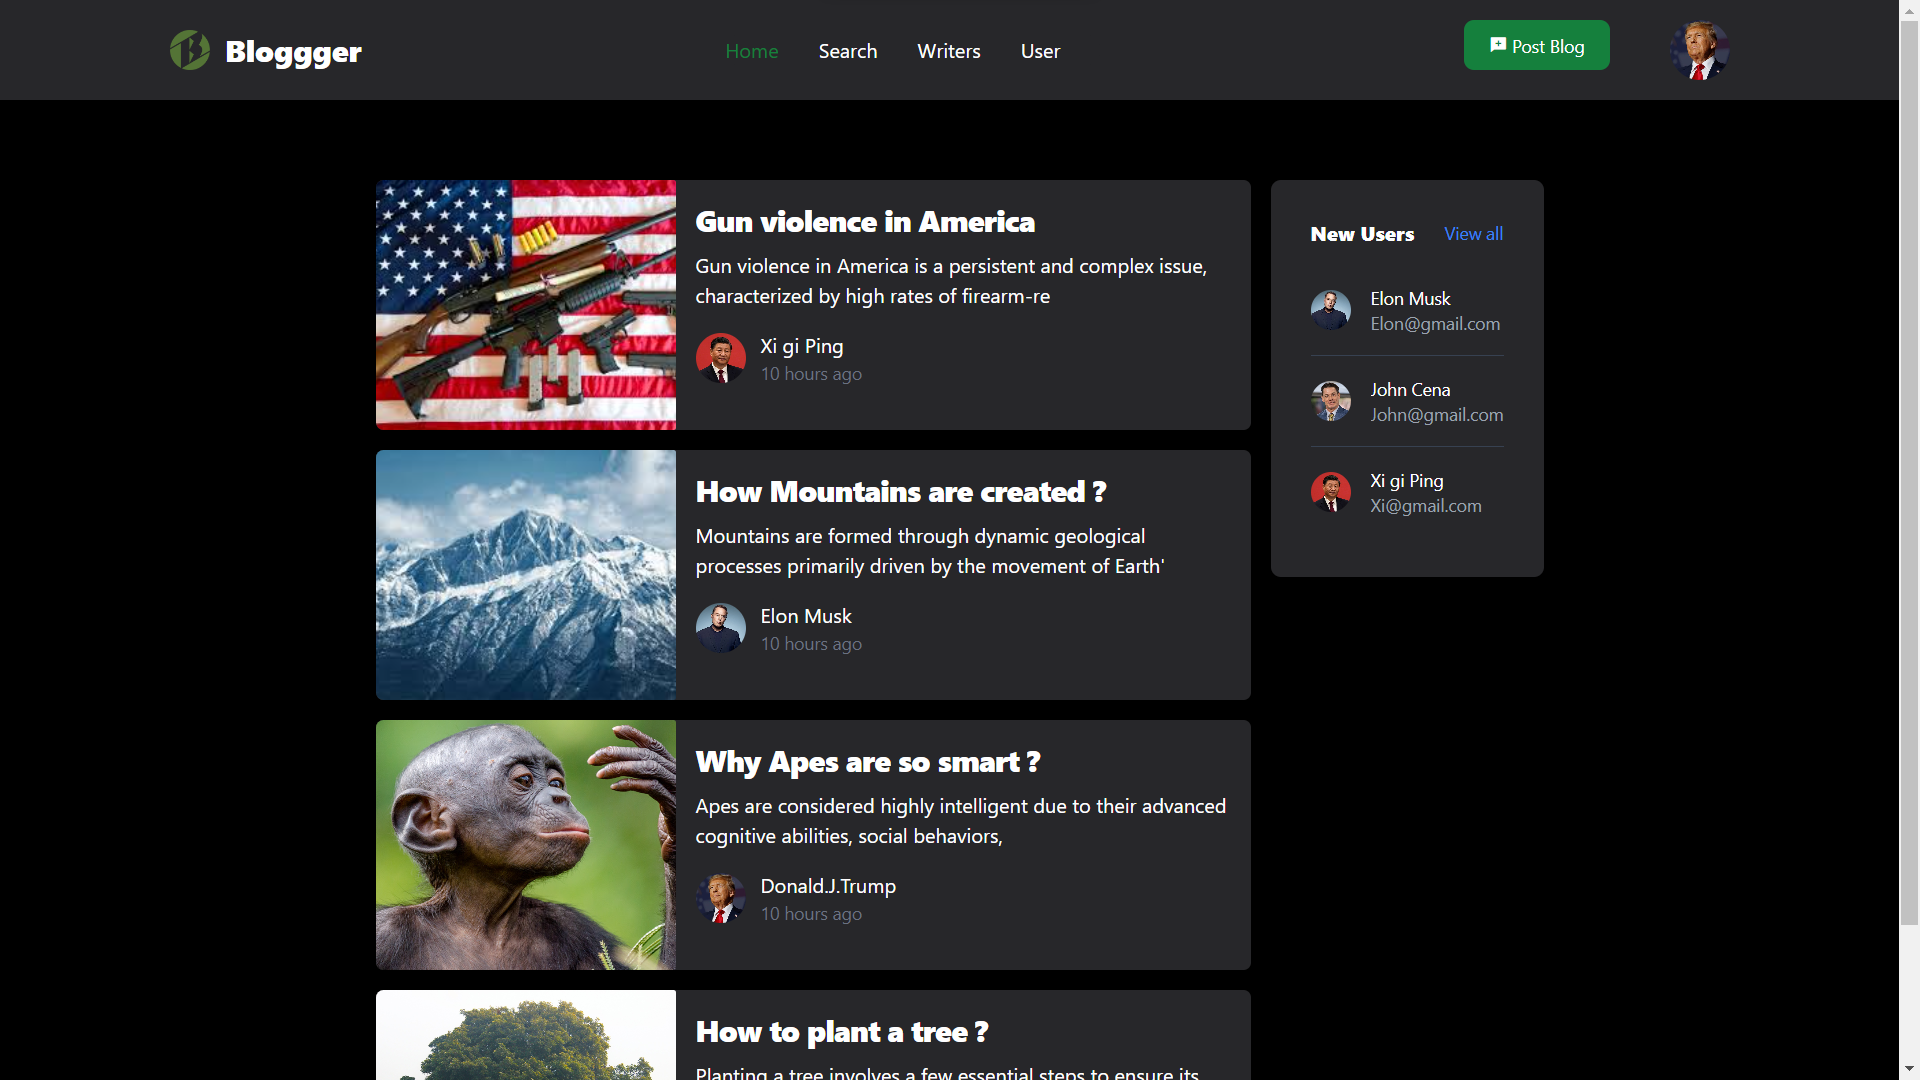 Bloggger
Home
Search
Writers
User
Post Blog
Gun violence in America
Gun violence in America is a persistent and complex issue,
characterized by high rates of firearm-re
Xi gi Ping
10 hours ago
How Mountains are created ?
Mountains are formed through dynamic geological
processes primarily driven by the movement of Earth'
Elon Musk
10 hours ago
Why Apes are so smart ?
Apes are considered highly intelligent due to their advanced
cognitive abilities, social behaviors,
Donald.J.Trump
10 hours ago
How to plant a tree ?
Planting a tree involves a few essential steps to ensure its
New Users
View all
Elon Musk
Elon@gmail.com
John Cena
John@gmail.com
Xi gi Ping
Xi@gmail.com